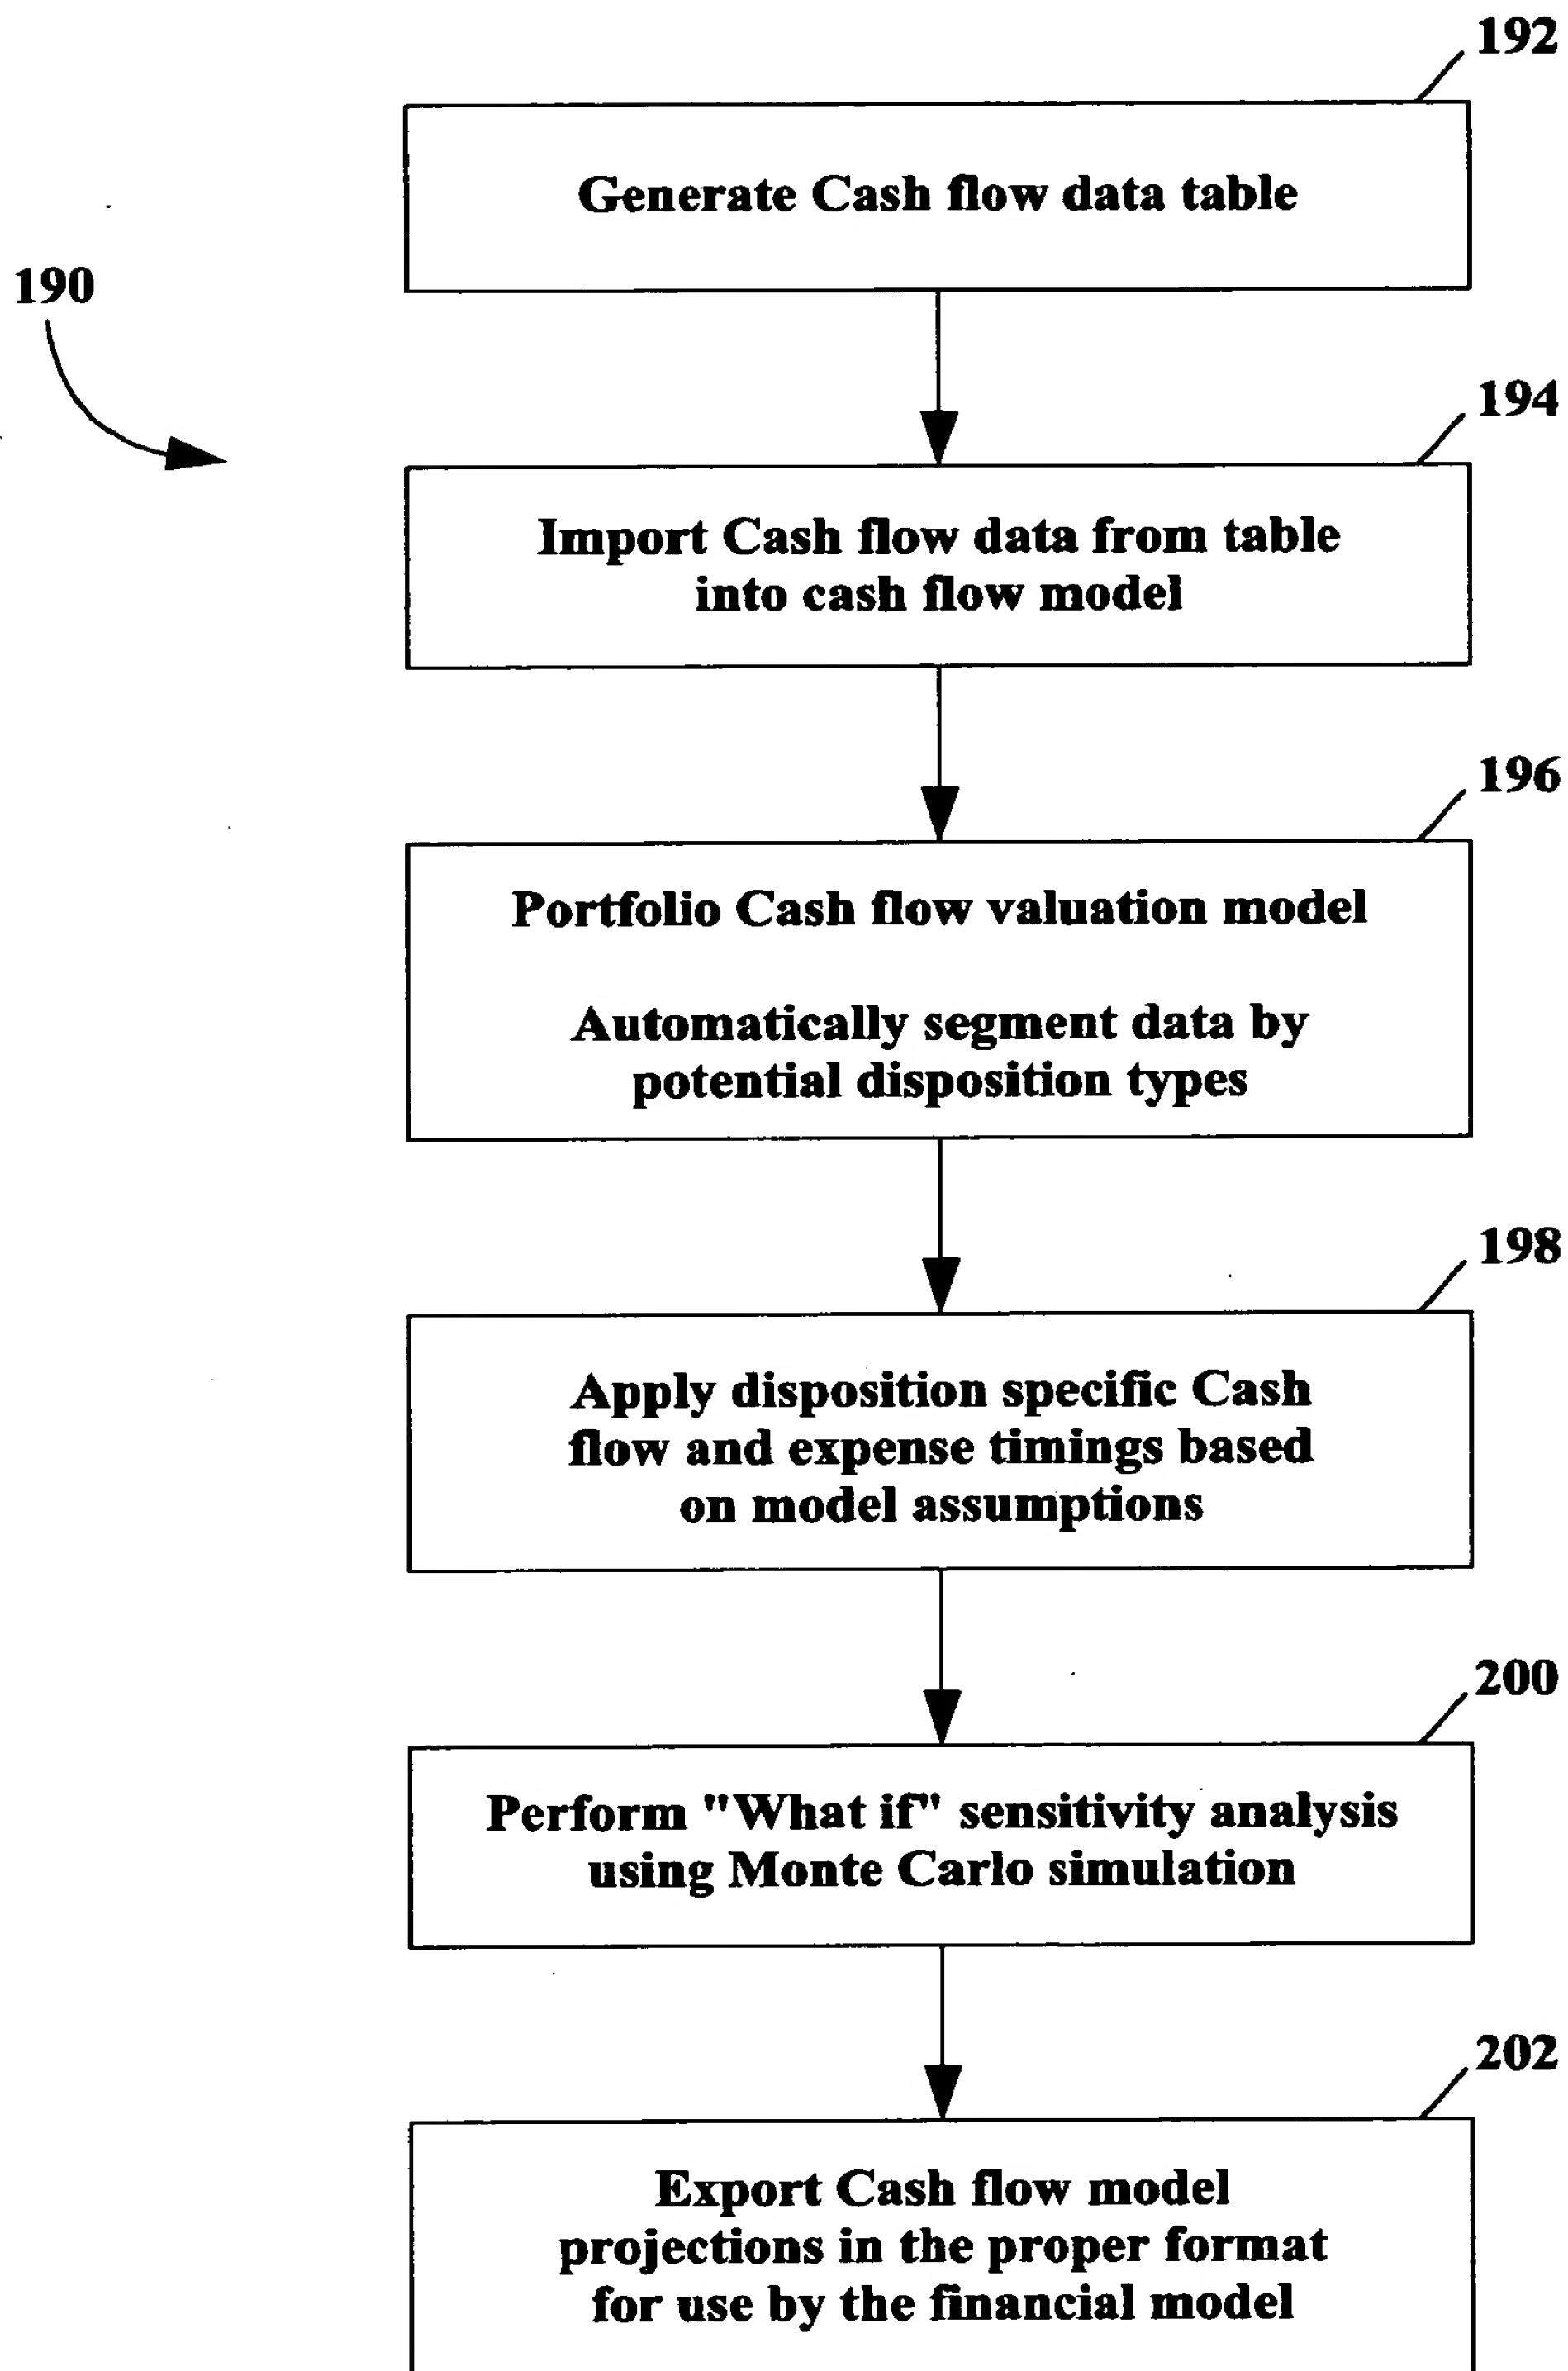 192
Generate Cash flow data table
190
194
Import Cash flow data from table
into cash flow model
196
Portfolio Cash flow valuation model
Automatically segment data by
potential disposition types
198
Apply disposition specific Cash
flow and expense timings based
on model assumptions
200
Perform "What if" sensitivity analysis
using Monte Carlo simulation
202
Export Cash flow model
projections in the proper format
for use by the financial model